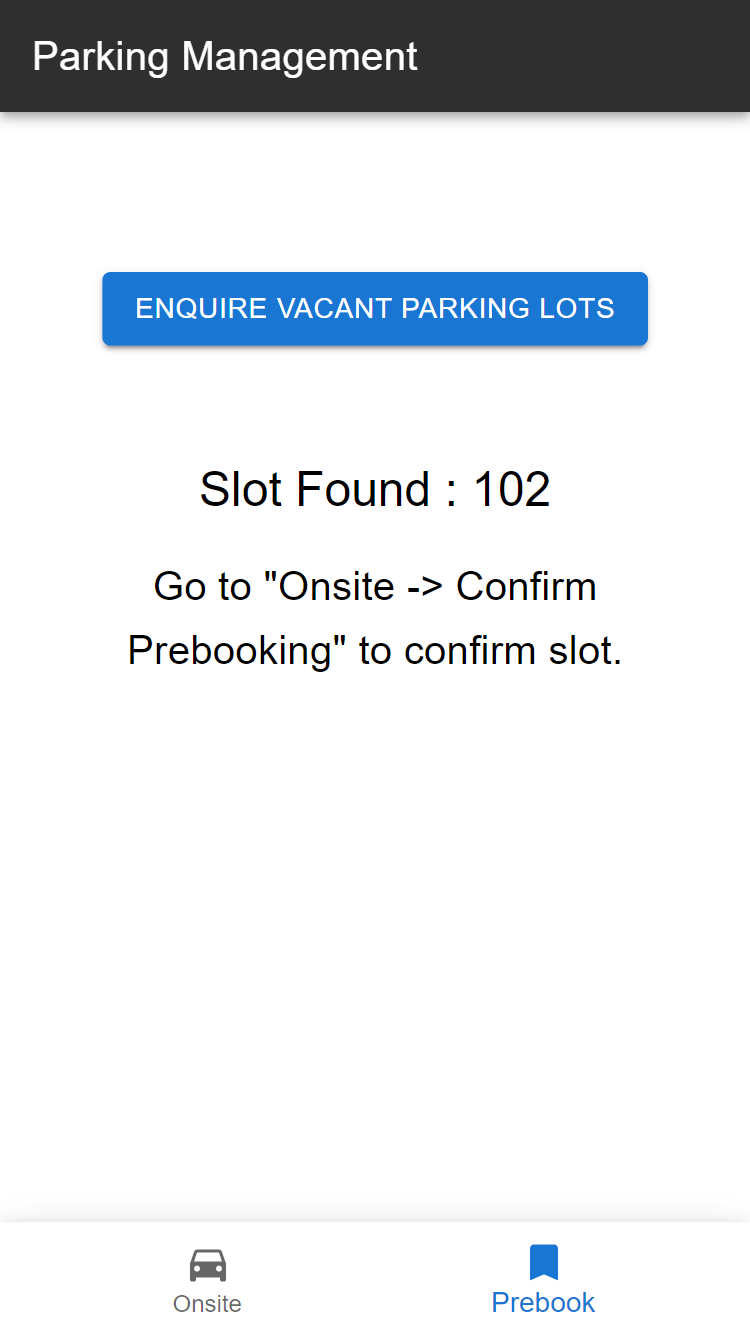 Parking Management
ENQUIRE VACANT PARKING LOTS
Slot Found : 102
Go to "Onsite -> Confirm
Prebooking" to confirm slot.
Onsite
Prebook